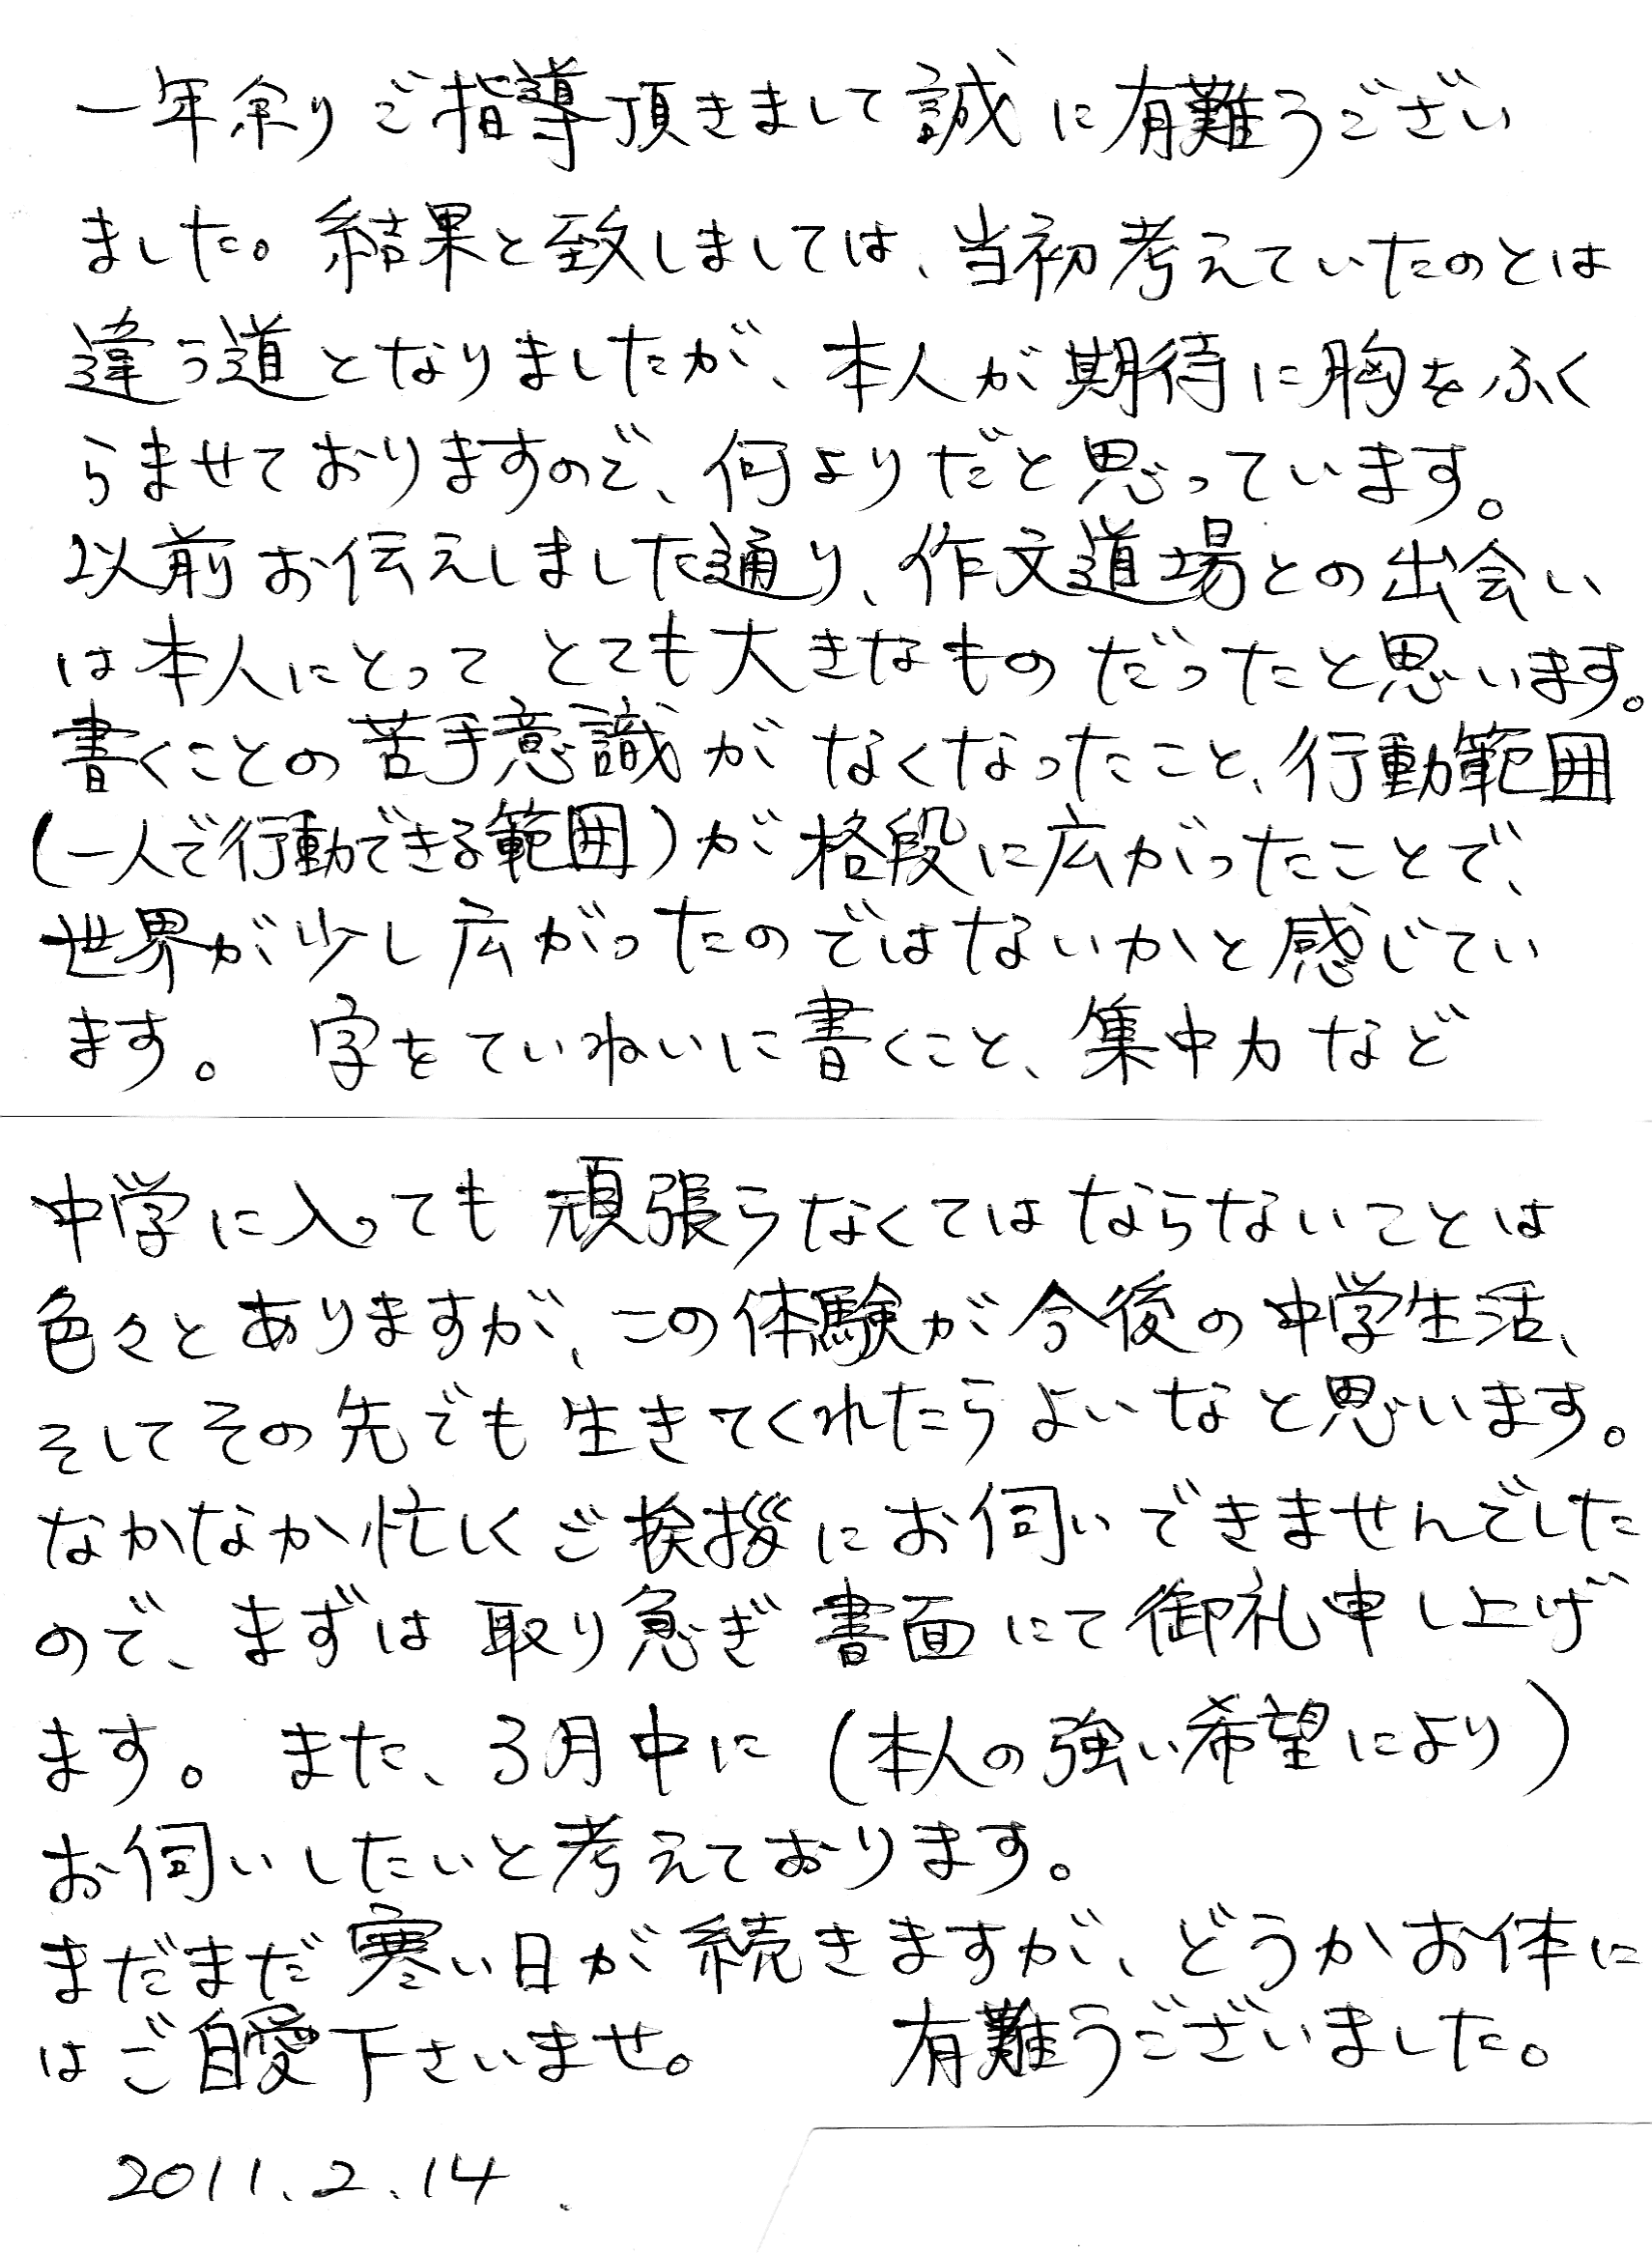 一年余りご指導頂きまして誠に有難うござい
ました。結果と致しましては、当初考えていたのとは
違う道となりましたが、本人が期待に胸をふく
らませておりますので、何よりだと思っています。
以前お伝えしました通り、作文道場との出会い
は本人にとってとても大きなものだったと思います。
書くことの苦手意識がなくなったこと、行動範囲
(一人で行動できる範囲)が格段に広がったことで、
世界が少し広がったのではないかと感じてい
ます。 字をていねいに書くこと、集中力など
中学に入っても頑張らなくてはならないことは
色々とありますが、この体験が今後の中学生活、
そしてその先でも生きてくれたらよいなと思います。
なかなか忙しくご挨拶にお伺いできませんでした
ので、まずは取り急ぎ書面にて御礼申し上げ
ます。 また、3月中に(本人の強い希望により)
お伺いしたいと考えております。
まだまだ寒い日が続きますが、どうかお体に
はご自愛下さいませ。 有難うございました。
2011.2.14.